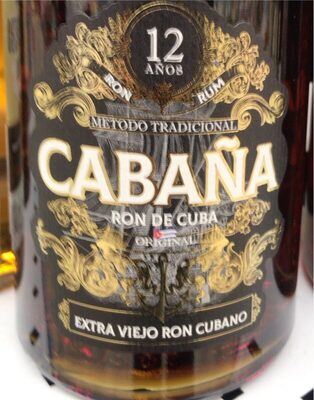 12
AÑOS
RON RUM
METODO TRADICIONAL
CABAÑA
RON DE CUBA
ORIGINAL
EXTRA VIEJO RON CUBANO